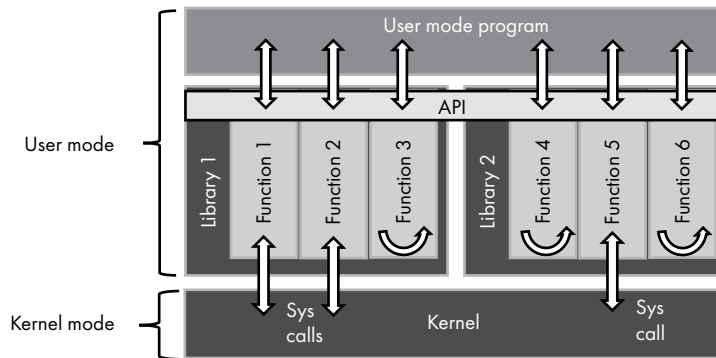 User mode program
API
User mode
Library 1
Function 1
Function 2
Function 3
Library 2
Function 4
Function 5
Function 6
Kernel mode
Sys
calls
Kernel
Sys
call